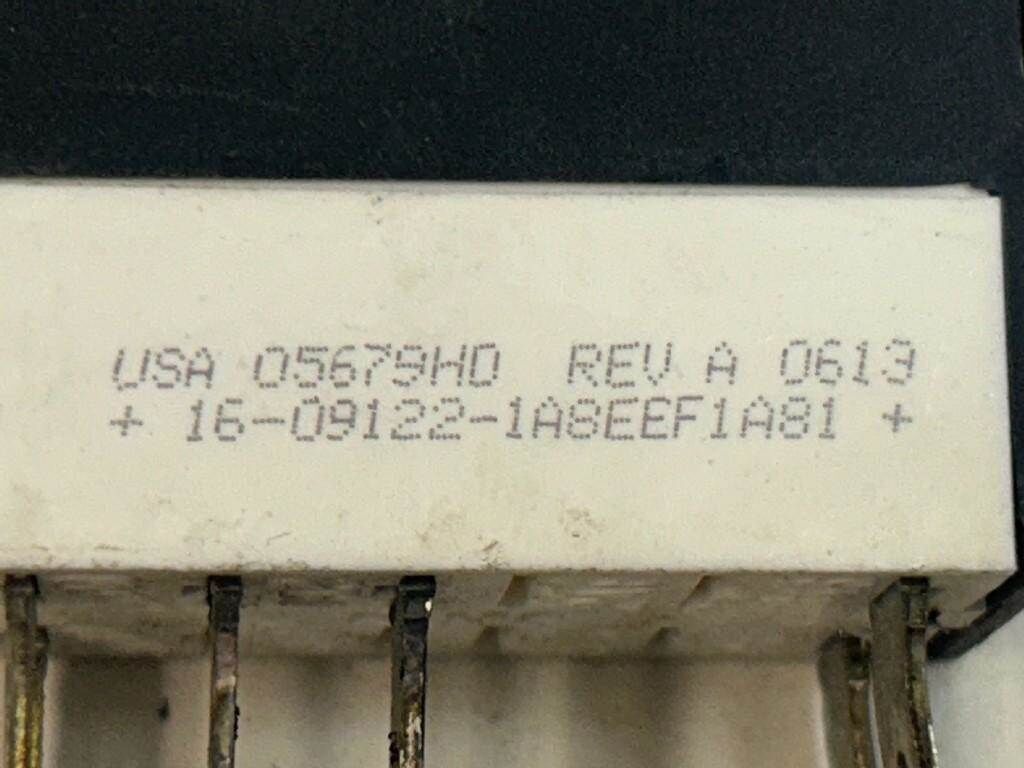 USA 05679H0 REV A 0613
+ 16-09122-1A8EEF1A81 +